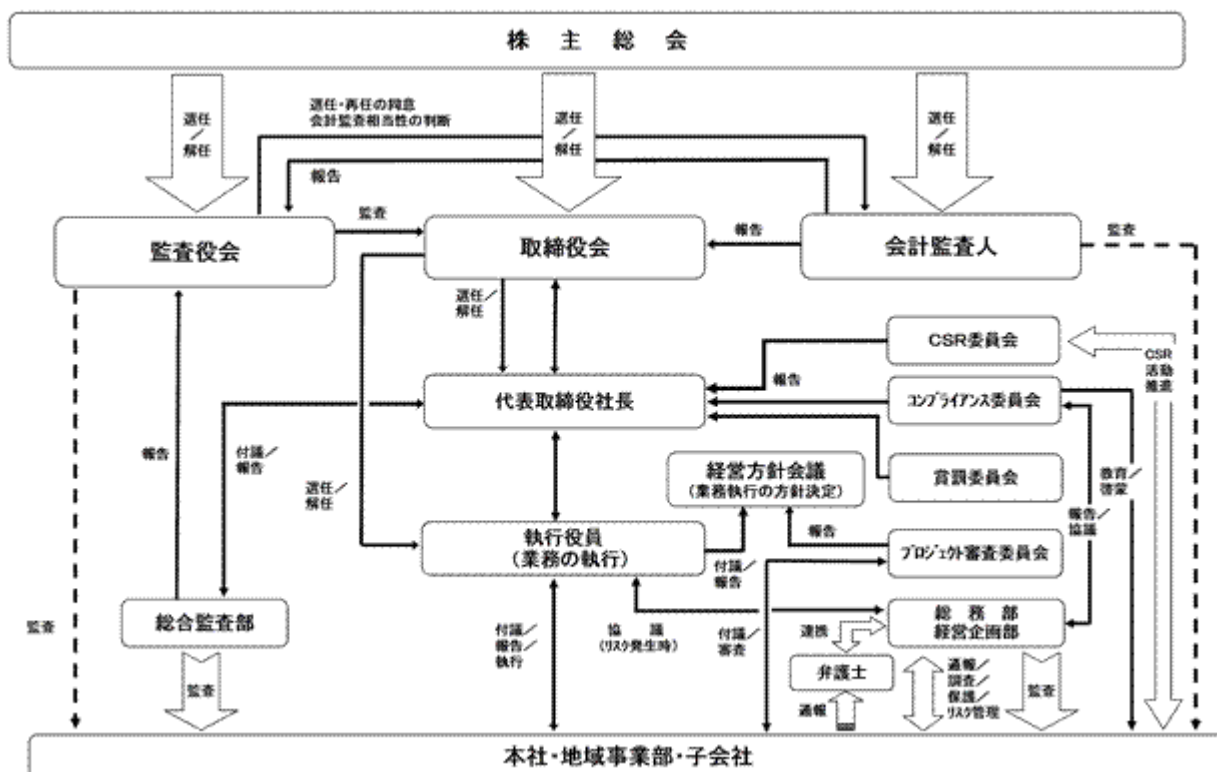 株主総会
選任／
解任
選任・再任の同意
会計監査相当性の判断
選任／
解任
選任／
解任
報告
監査役会
監査
取締役会
報告
会計監査人
監査
選任／
解任
CSR委員会
CSR
活動
推進
報告
代表取締役社長
コンプライアンス委員会
報告
付議／
報告
選任／
解任
経営方針会議
(業務執行の方針決定)
賞罰委員会
教育／
啓蒙
報告／
協議
執行役員
(業務の執行)
報告
プロジェクト審査委員会
付議／
報告
総合監査部
監査
付議／
報告／
執行
協議
(リスク発生時)
付議／
審査
連携
総務部
経営企画部
弁護士
通報
通報／
調査／
保護／
リスク管理
監査
監査
本社・地域事業部・子会社